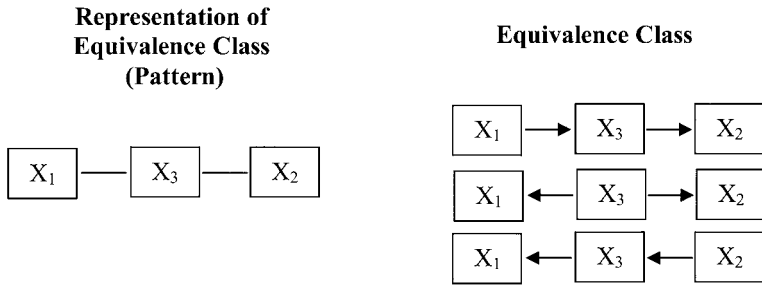 Representation of
Equivalence Class
(Pattern)
X₁ X₃ X₂
Equivalence Class
X₁ X₃ X₂
X₁ X₃ X₂
X₁ X₃ X₂